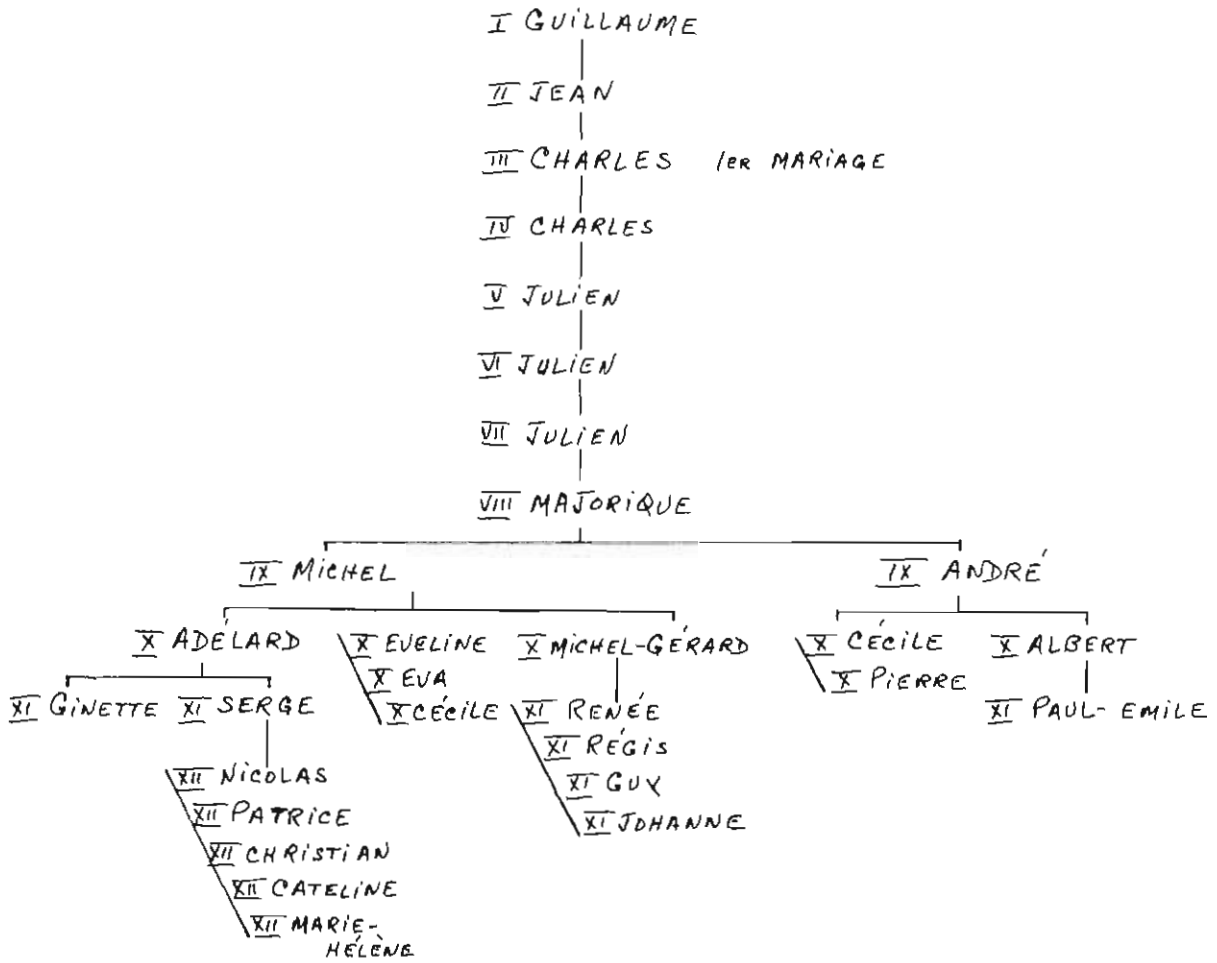 I GUILLAUME
II JEAN
III CHARLES 1ER MARIAGE
IV CHARLES
V JULIEN
VI JULIEN
VII JULIEN
VIII MAJORIQUE
IX MICHEL IX ANDRÉ
X ADÉLARD X EVELINE X MICHEL-GÉRARD X CÉCILE X ALBERT
X EVA X PIERRE
XI GINETTE XI SERGE X CÉCILE XI RENÉE XI PAUL-EMILE
XI RÉGIS
XII NICOLAS XI GUY
XII PATRICE XI JOHANNE
XII CHRISTIAN
XII CATELINE
XII MARIE-
HÉLÈNE